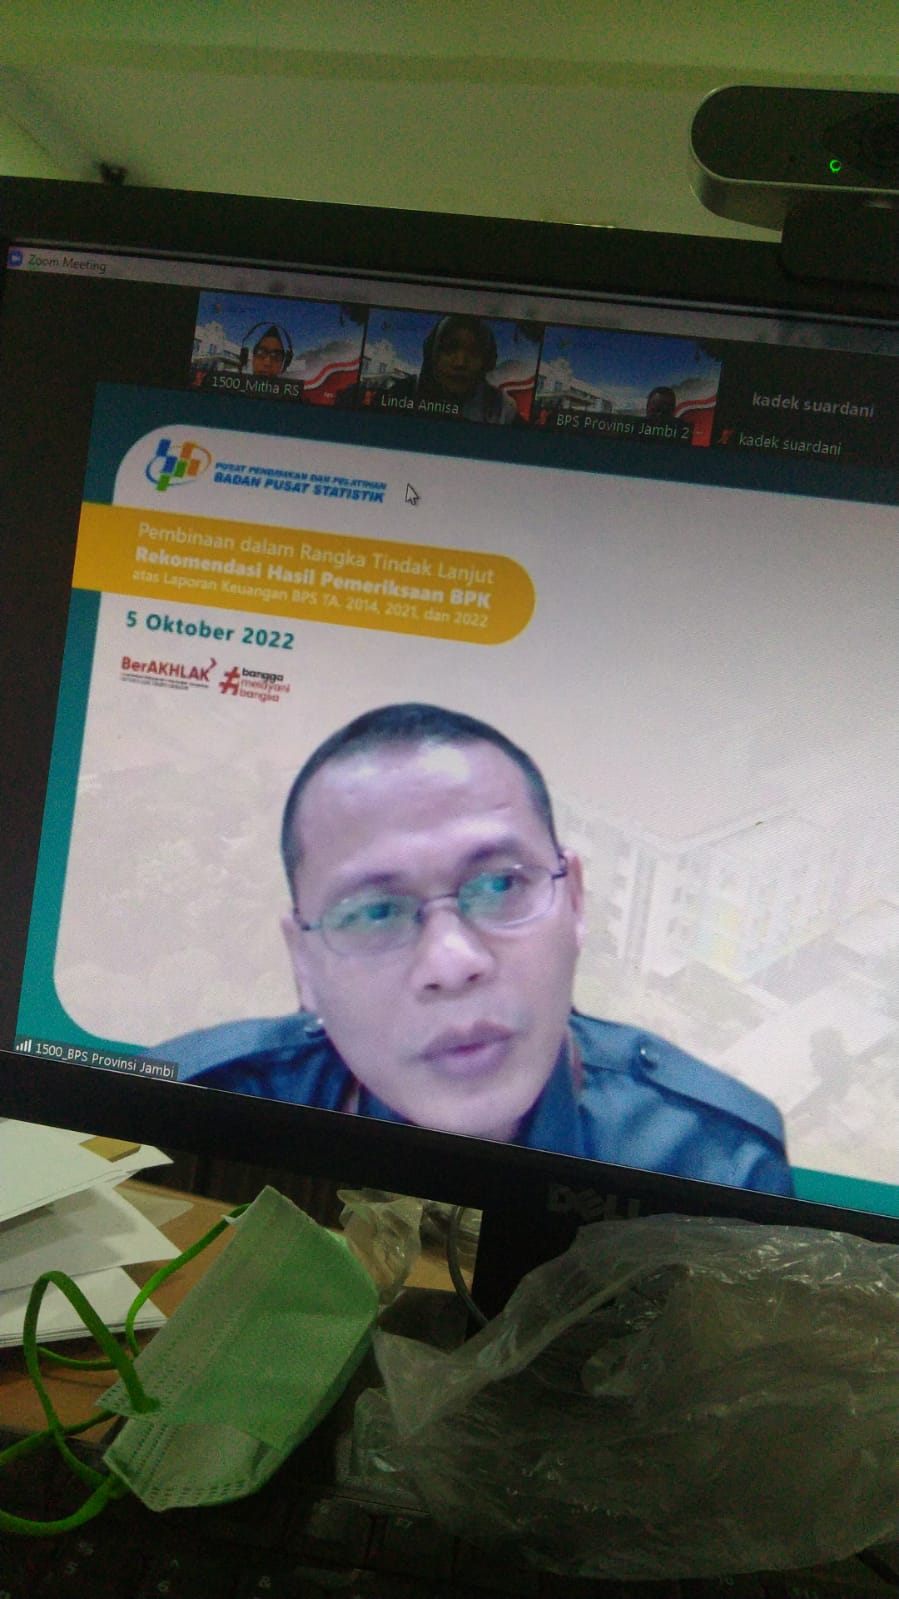 Zoom Meeting
1500_Mitha RS
Linda Annisa
BPS Provinsi Jambi 2
kadek suardani
kadek suardani
PUSAT PENDIDIKAN DAN PELATIHAN
BADAN PUSAT STATISTIK
Pembinaan dalam Rangka Tindak Lanjut
Rekomendasi Hasil Pemeriksaan BPK
atas Laporan Keuangan BPS TA. 2014, 2021, dan 2022
5 Oktober 2022
BerAKHLAK
#bangga
melayani
bangsa
1500_BPS Provinsi Jambi
DELL